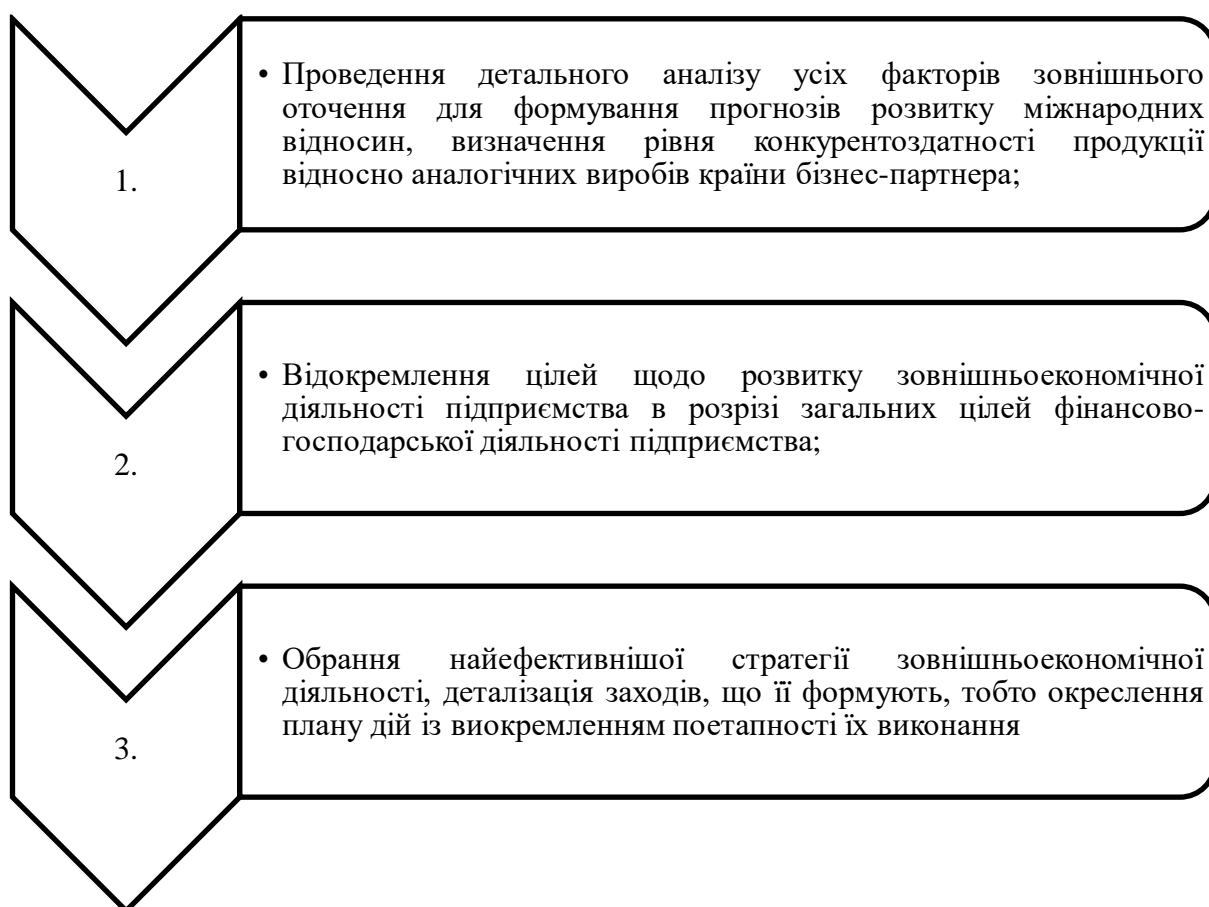 • Проведення детального аналізу усіх факторів зовнішнього
оточення для формування прогнозів розвитку міжнародних
відносин, визначення рівня конкурентоздатності продукції
відносно аналогічних виробів країни бізнес-партнера;
1.
• Відокремлення цілей щодо розвитку зовнішньоекономічної
діяльності підприємства в розрізі загальних цілей фінансово-
господарської діяльності підприємства;
2.
• Обрання найефективнішої стратегії зовнішньоекономічної
діяльності, деталізація заходів, що її формують, тобто окреслення
плану дій із виокремленням поетапності їх виконання
3.